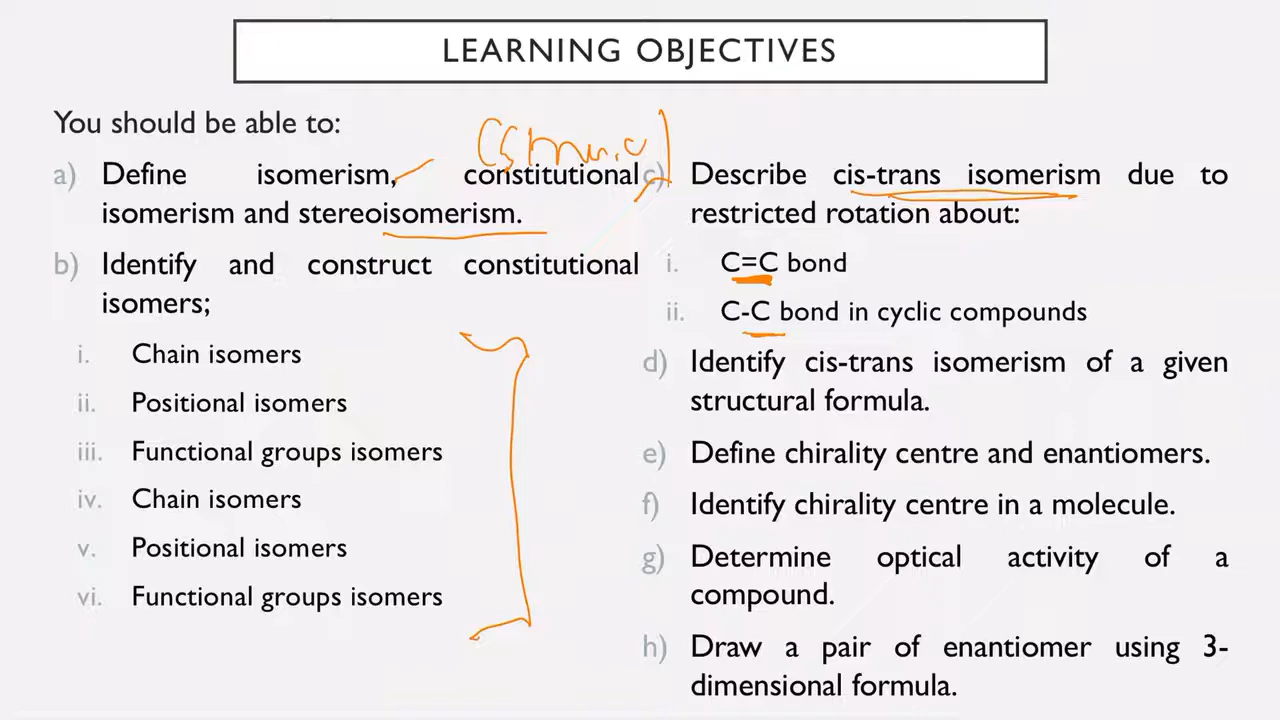 LEARNING OBJECTIVES
You should be able to:
a) Define isomerism, constitutional
isomerism and stereoisomerism.
b) Identify and construct constitutional
isomers;
i. Chain isomers
ii. Positional isomers
iii. Functional groups isomers
iv. Chain isomers
v. Positional isomers
vi. Functional groups isomers
c) Describe cis-trans isomerism due to
restricted rotation about:
i. C=C bond
ii. C-C bond in cyclic compounds
d) Identify cis-trans isomerism of a given
structural formula.
e) Define chirality centre and enantiomers.
f) Identify chirality centre in a molecule.
g) Determine optical activity of a
compound.
h) Draw a pair of enantiomer using 3-
dimensional formula.